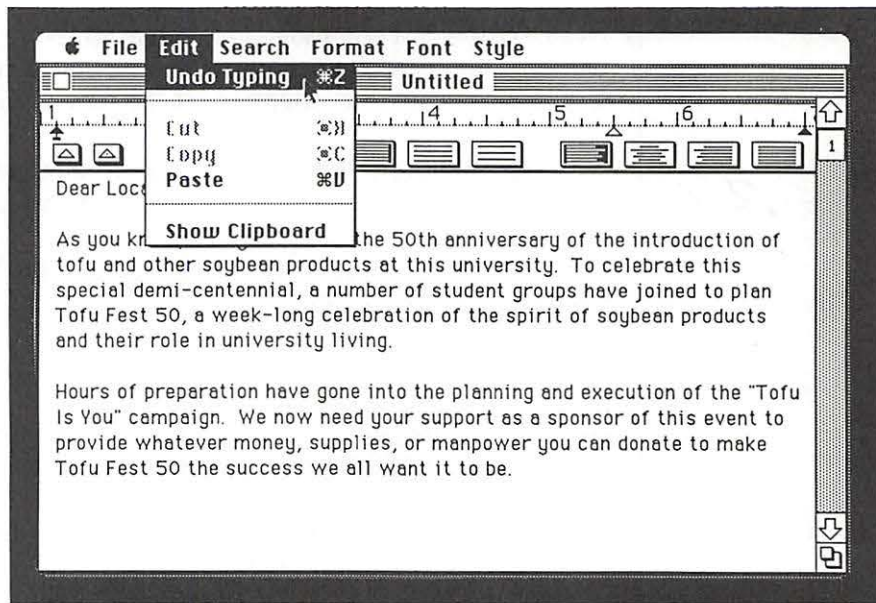 File Edit Search Format Font Style
Undo Typing ⌘Z
Untitled
1 4 5 6
Cut ⌘X
Copy ⌘C
1
Paste ⌘V
Dear
Show Clipboard
As you the 50th anniversary of the introduction of
tofu and other soybean products at this university. To celebrate this
special demi-centennial, a number of student groups have joined to plan
Tofu Fest 50, a week-long celebration of the spirit of soybean products
and their role in university living.
Hours of preparation have gone into the planning and execution of the "Tofu
Is You" campaign. We now need your support as a sponsor of this event to
provide whatever money, supplies, or manpower you can donate to make
Tofu Fest 50 the success we all want it to be.